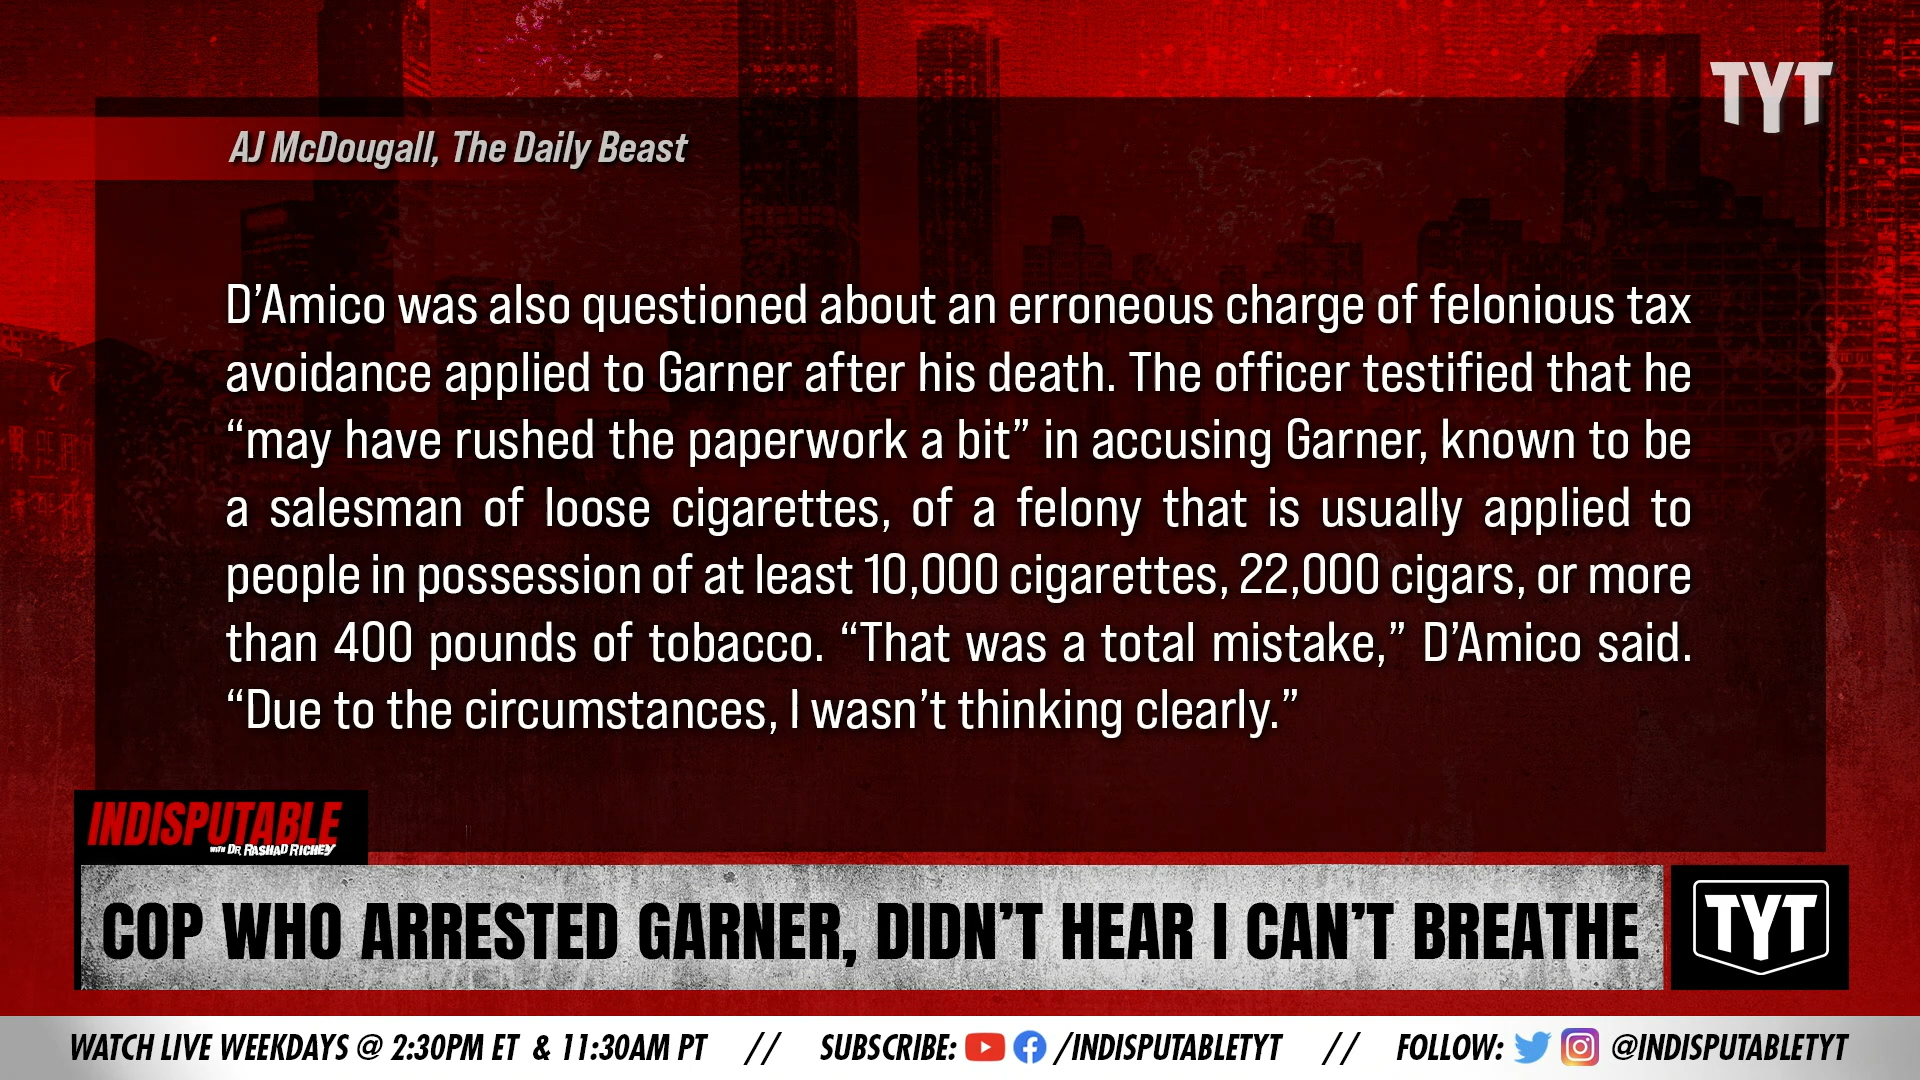 TYT
AJ McDougall, The Daily Beast
D’Amico was also questioned about an erroneous charge of felonious tax
avoidance applied to Garner after his death. The officer testified that he
“may have rushed the paperwork a bit” in accusing Garner, known to be
a salesman of loose cigarettes, of a felony that is usually applied to
people in possession of at least 10,000 cigarettes, 22,000 cigars, or more
than 400 pounds of tobacco. “That was a total mistake,” D’Amico said.
“Due to the circumstances, I wasn’t thinking clearly.”
INDISPUTABLE
WITH DR RASHAD RICHEY
COP WHO ARRESTED GARNER, DIDN’T HEAR I CAN’T BREATHE
TYT
WATCH LIVE WEEKDAYS @ 2:30PM ET & 11:30AM PT // SUBSCRIBE: /INDISPUTABLETYT // FOLLOW: @INDISPUTABLETYT